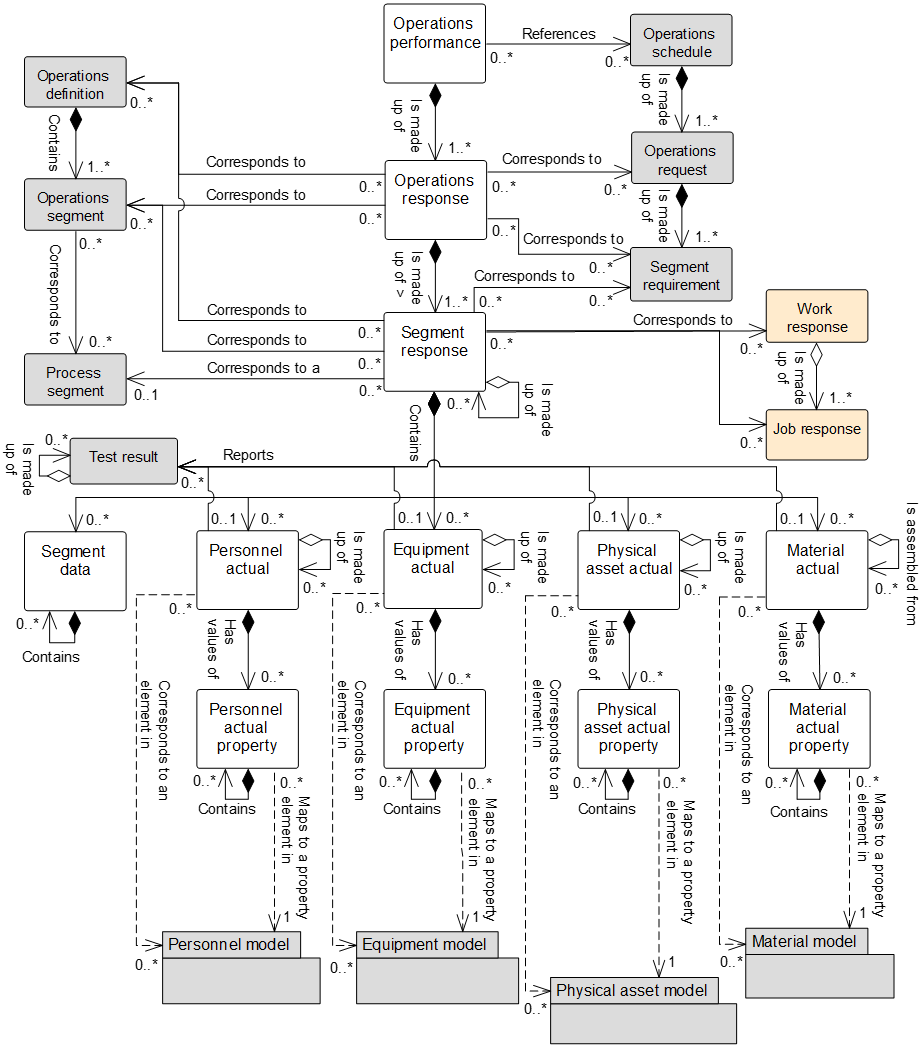 Operations
performance
References
0..*
0..*
Operations
schedule
Operations
definition
0..*
Is made
up of
Is made
up of
Contains
1..*
1..*
1..*
Corresponds to
Corresponds to
Operations
request
0..*
0..*
0..*
Operations
response
Operations
segment
Corresponds to
0..*
0..*
0..*
Is made
up of
1..*
0..*
Corresponds to
0..*
Corresponds to
Is made
up of >
0..*
Segment
requirement
Corresponds to
0..*
1..*
0..*
0..*
Corresponds to
Corresponds to
0..*
Segment
response
Corresponds to
Work
response
0..*
0..*
0..*
Corresponds to
0..*
Process
segment
Corresponds to a
0..1
0..*
Is made
up of
1..*
0..*
Is made
up of
Contains
Job response
0..*
0..*
Is made
up of
Test result
0..*
Reports
0..*
0..1
0..*
0..1
0..*
0..1
0..*
0..1
0..*
Is assembled from
Segment
data
Personnel
actual
Is made
up of
Equipment
actual
Is made
up of
Physical
asset actual
Is made
up of
Material
actual
0..*
0..*
0..*
0..*
0..*
0..*
0..*
0..*
0..*
Contains
Has
values of
Has
values of
Has
values of
Has
values of
0..*
0..*
0..*
0..*
Corresponds to an
element in
Corresponds to an
element in
Corresponds to an
element in
Corresponds to an
element in
Personnel
actual
property
Equipment
actual
property
Physical
asset actual
property
Material
actual
property
0..*
0..*
0..*
0..*
0..*
0..*
0..*
0..*
Contains
Contains
Contains
Contains
Maps to a property
element in
Maps to a property
element in
Maps to a property
element in
Maps to a property
element in
1
1
1
Personnel model
0..*
Equipment model
0..*
Material model
0..*
1
Physical asset model
0..*